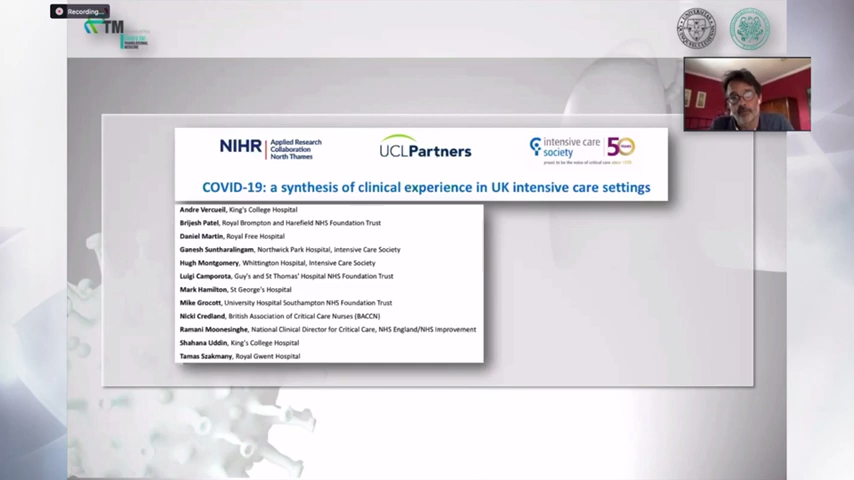 Recording...
TM
NIHR | Applied Research
Collaboration
North Thames
UCLPartners
intensive care
society
50
COVID-19: a synthesis of clinical experience in UK intensive care settings
Andre Vercueil, King's College Hospital
Brijesh Patel, Royal Brompton and Harefield NHS Foundation Trust
Daniel Martin, Royal Free Hospital
Ganesh Suntharalingam, Northwick Park Hospital, Intensive Care Society
Hugh Montgomery, Whittington Hospital, Intensive Care Society
Luigi Camporota, Guy's and St Thomas' Hospital NHS Foundation Trust
Mark Hamilton, St George's Hospital
Mike Grocott, University Hospital Southampton NHS Foundation Trust
Nicki Credland, British Association of Critical Care Nurses (BACCN)
Ramani Moonesinghe, National Clinical Director for Critical Care, NHS England/NHS Improvement
Shahana Uddin, King's College Hospital
Tamas Szakmany, Royal Gwent Hospital